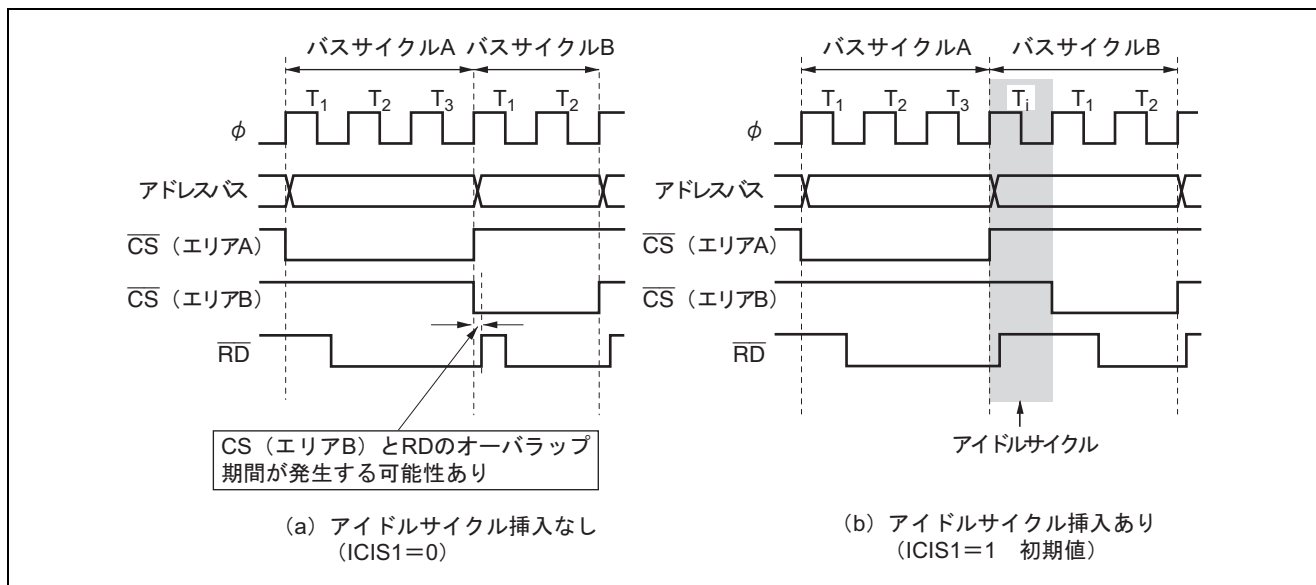 バスサイクルA バスサイクルB
T1 T2 T3 T1 T2
φ
アドレスバス
CS（エリアA）
CS（エリアB）
RD
CS（エリアB）とRDのオーバラップ
期間が発生する可能性あり
(a) アイドルサイクル挿入なし
(ICIS1＝0)
バスサイクルA バスサイクルB
T1 T2 T3 Ti T1 T2
φ
アドレスバス
CS（エリアA）
CS（エリアB）
RD
アイドルサイクル
(b) アイドルサイクル挿入あり
(ICIS1＝1 初期値)